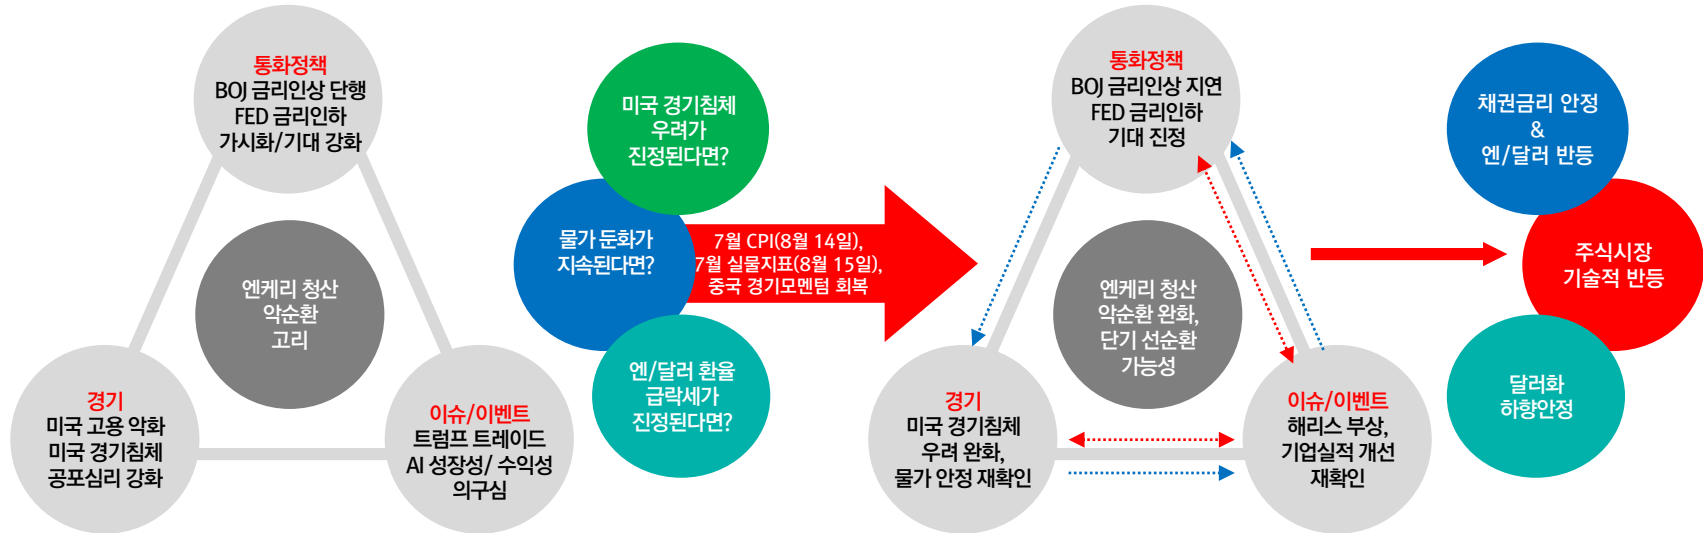 통화정책
BOJ 금리인상 단행
FED 금리인하
가시화/기대 강화
엔케리 청산
악순환
고리
경기
미국 고용 악화
미국 경기침체
공포심리 강화
이슈/이벤트
트럼프 트레이드
AI 성장성/ 수익성
의구심
미국 경기침체
우려가
진정된다면?
물가 둔화가
지속된다면?
엔/달러 환율
급락세가
진정된다면?
7월 CPI(8월 14일),
7월 실물지표(8월 15일),
중국 경기모멘텀 회복
통화정책
BOJ 금리인상 지연
FED 금리인하
기대 진정
엔케리 청산
악순환 완화,
단기 선순환
가능성
경기
미국 경기침체
우려 완화,
물가 안정 재확인
이슈/이벤트
해리스 부상,
기업실적 개선
재확인
채권금리 안정
&
엔/달러 반등
주식시장
기술적 반등
달러화
하향안정